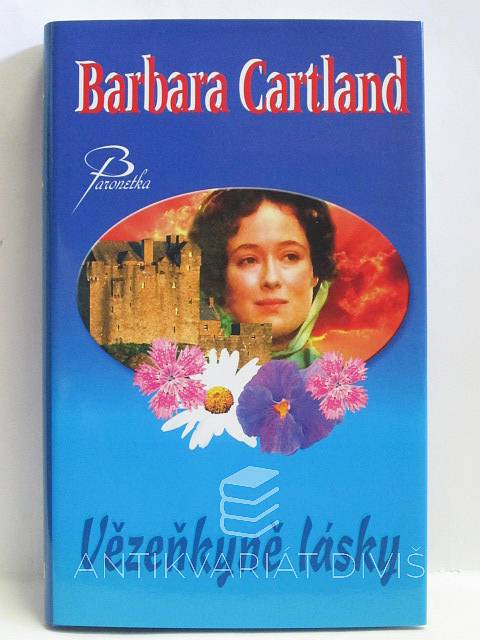 Barbara Cartland
Baronetka
Vězeňkyně lásky
ANTIKVARIÁT DIVIŠ